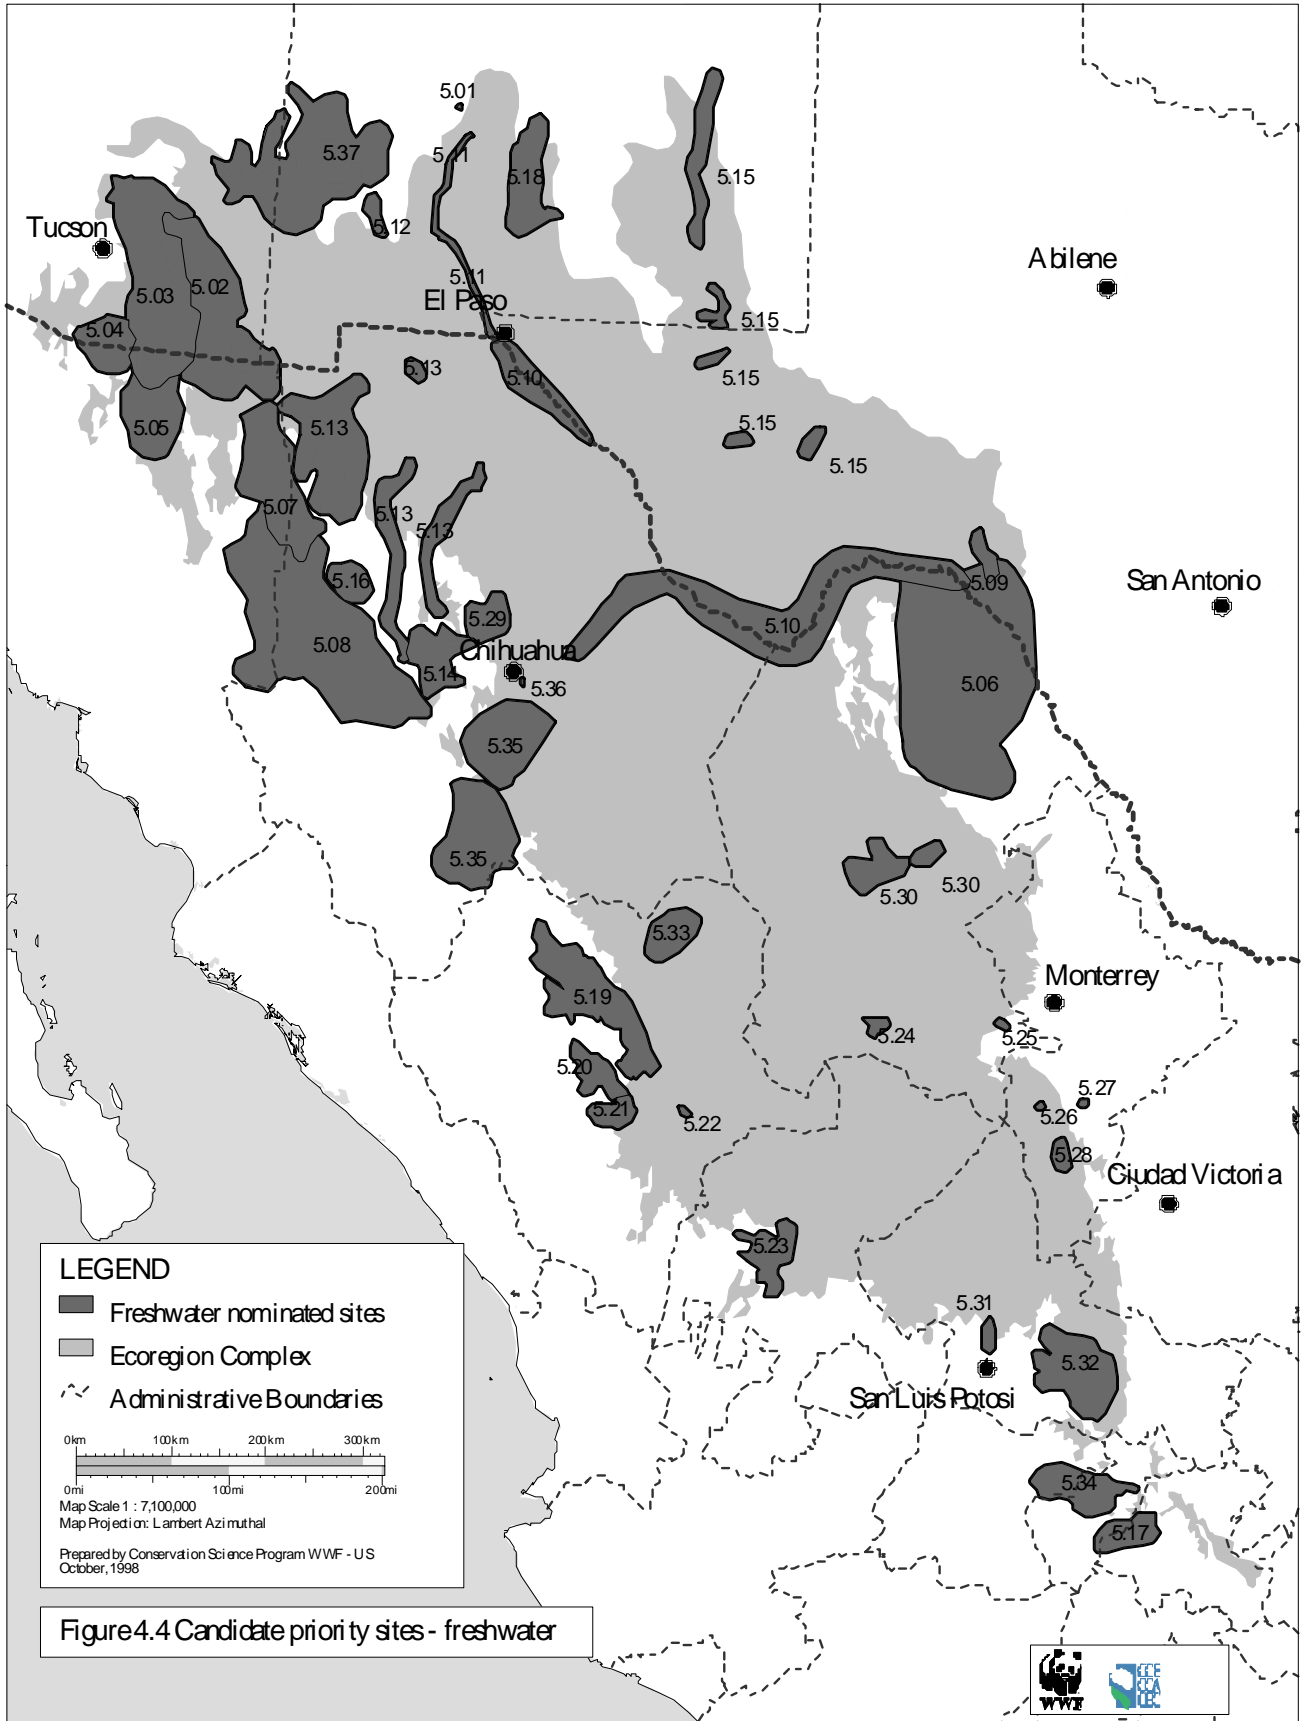 5.01
5.37
5.11
5.18
5.15
5.12
Tucson
Abilene
5.03
5.02
5.11
El Paso
5.04
5.15
5.13
5.10
5.15
5.05
5.13
5.15
5.15
5.07
5.13
5.13
5.16
5.09
San Antonio
5.29
5.10
5.08
Chihuahua
5.14
5.36
5.06
5.35
5.35
5.30
5.30
5.33
5.19
Monterrey
5.24
5.25
5.20
5.21
5.22
5.27
5.26
5.28
Ciudad Victoria
5.23
5.31
5.32
San Luis Potosi
5.34
5.17
LEGEND
Freshwater nominated sites
Ecoregion Complex
Administrative Boundaries
0km 100km 200km 300km
0mi 100mi 200mi
Map Scale 1 : 7,100,000
Map Projection: Lambert Azimuthal
Prepared by Conservation Science Program WWF - US
October, 1998
Figure 4.4 Candidate priority sites - freshwater
WWF
CCE
CCA
CEC